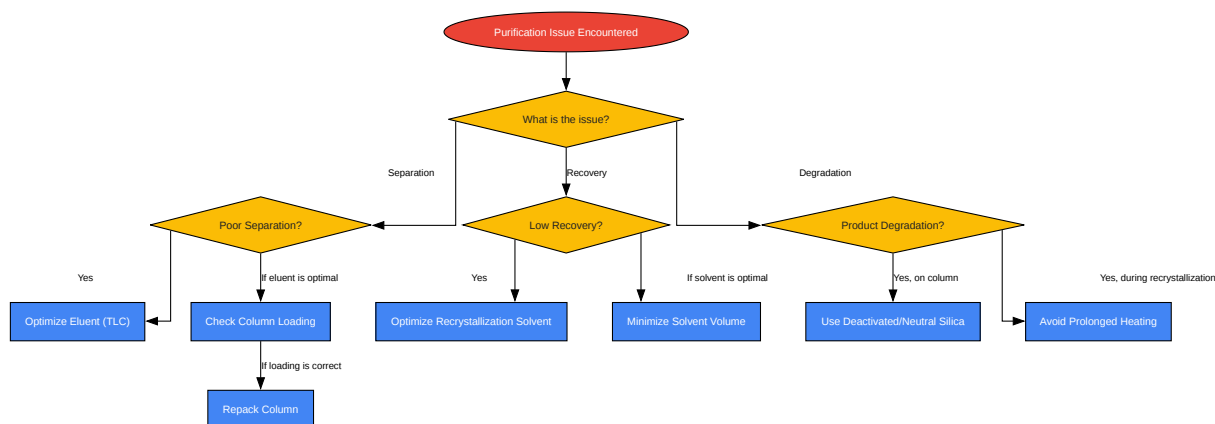 Purification Issue Encountered
What is the issue?
Separation
Recovery
Degradation
Poor Separation?
Low Recovery?
Product Degradation?
Yes
If eluent is optimal
Yes
If solvent is optimal
Yes, on column
Yes, during recrystallization
Optimize Eluent (TLC)
Check Column Loading
Optimize Recrystallization Solvent
Minimize Solvent Volume
Use Deactivated/Neutral Silica
Avoid Prolonged Heating
If loading is correct
Repack Column